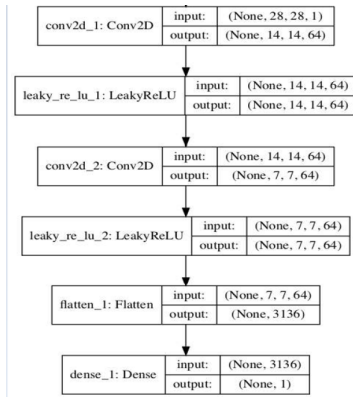 conv2d_1: Conv2D input: (None, 28, 28, 1)
output: (None, 14, 14, 64)
leaky_re_lu_1: LeakyReLU input: (None, 14, 14, 64)
output: (None, 14, 14, 64)
conv2d_2: Conv2D input: (None, 14, 14, 64)
output: (None, 7, 7, 64)
leaky_re_lu_2: LeakyReLU input: (None, 7, 7, 64)
output: (None, 7, 7, 64)
flatten_1: Flatten input: (None, 7, 7, 64)
output: (None, 3136)
dense_1: Dense input: (None, 3136)
output: (None, 1)